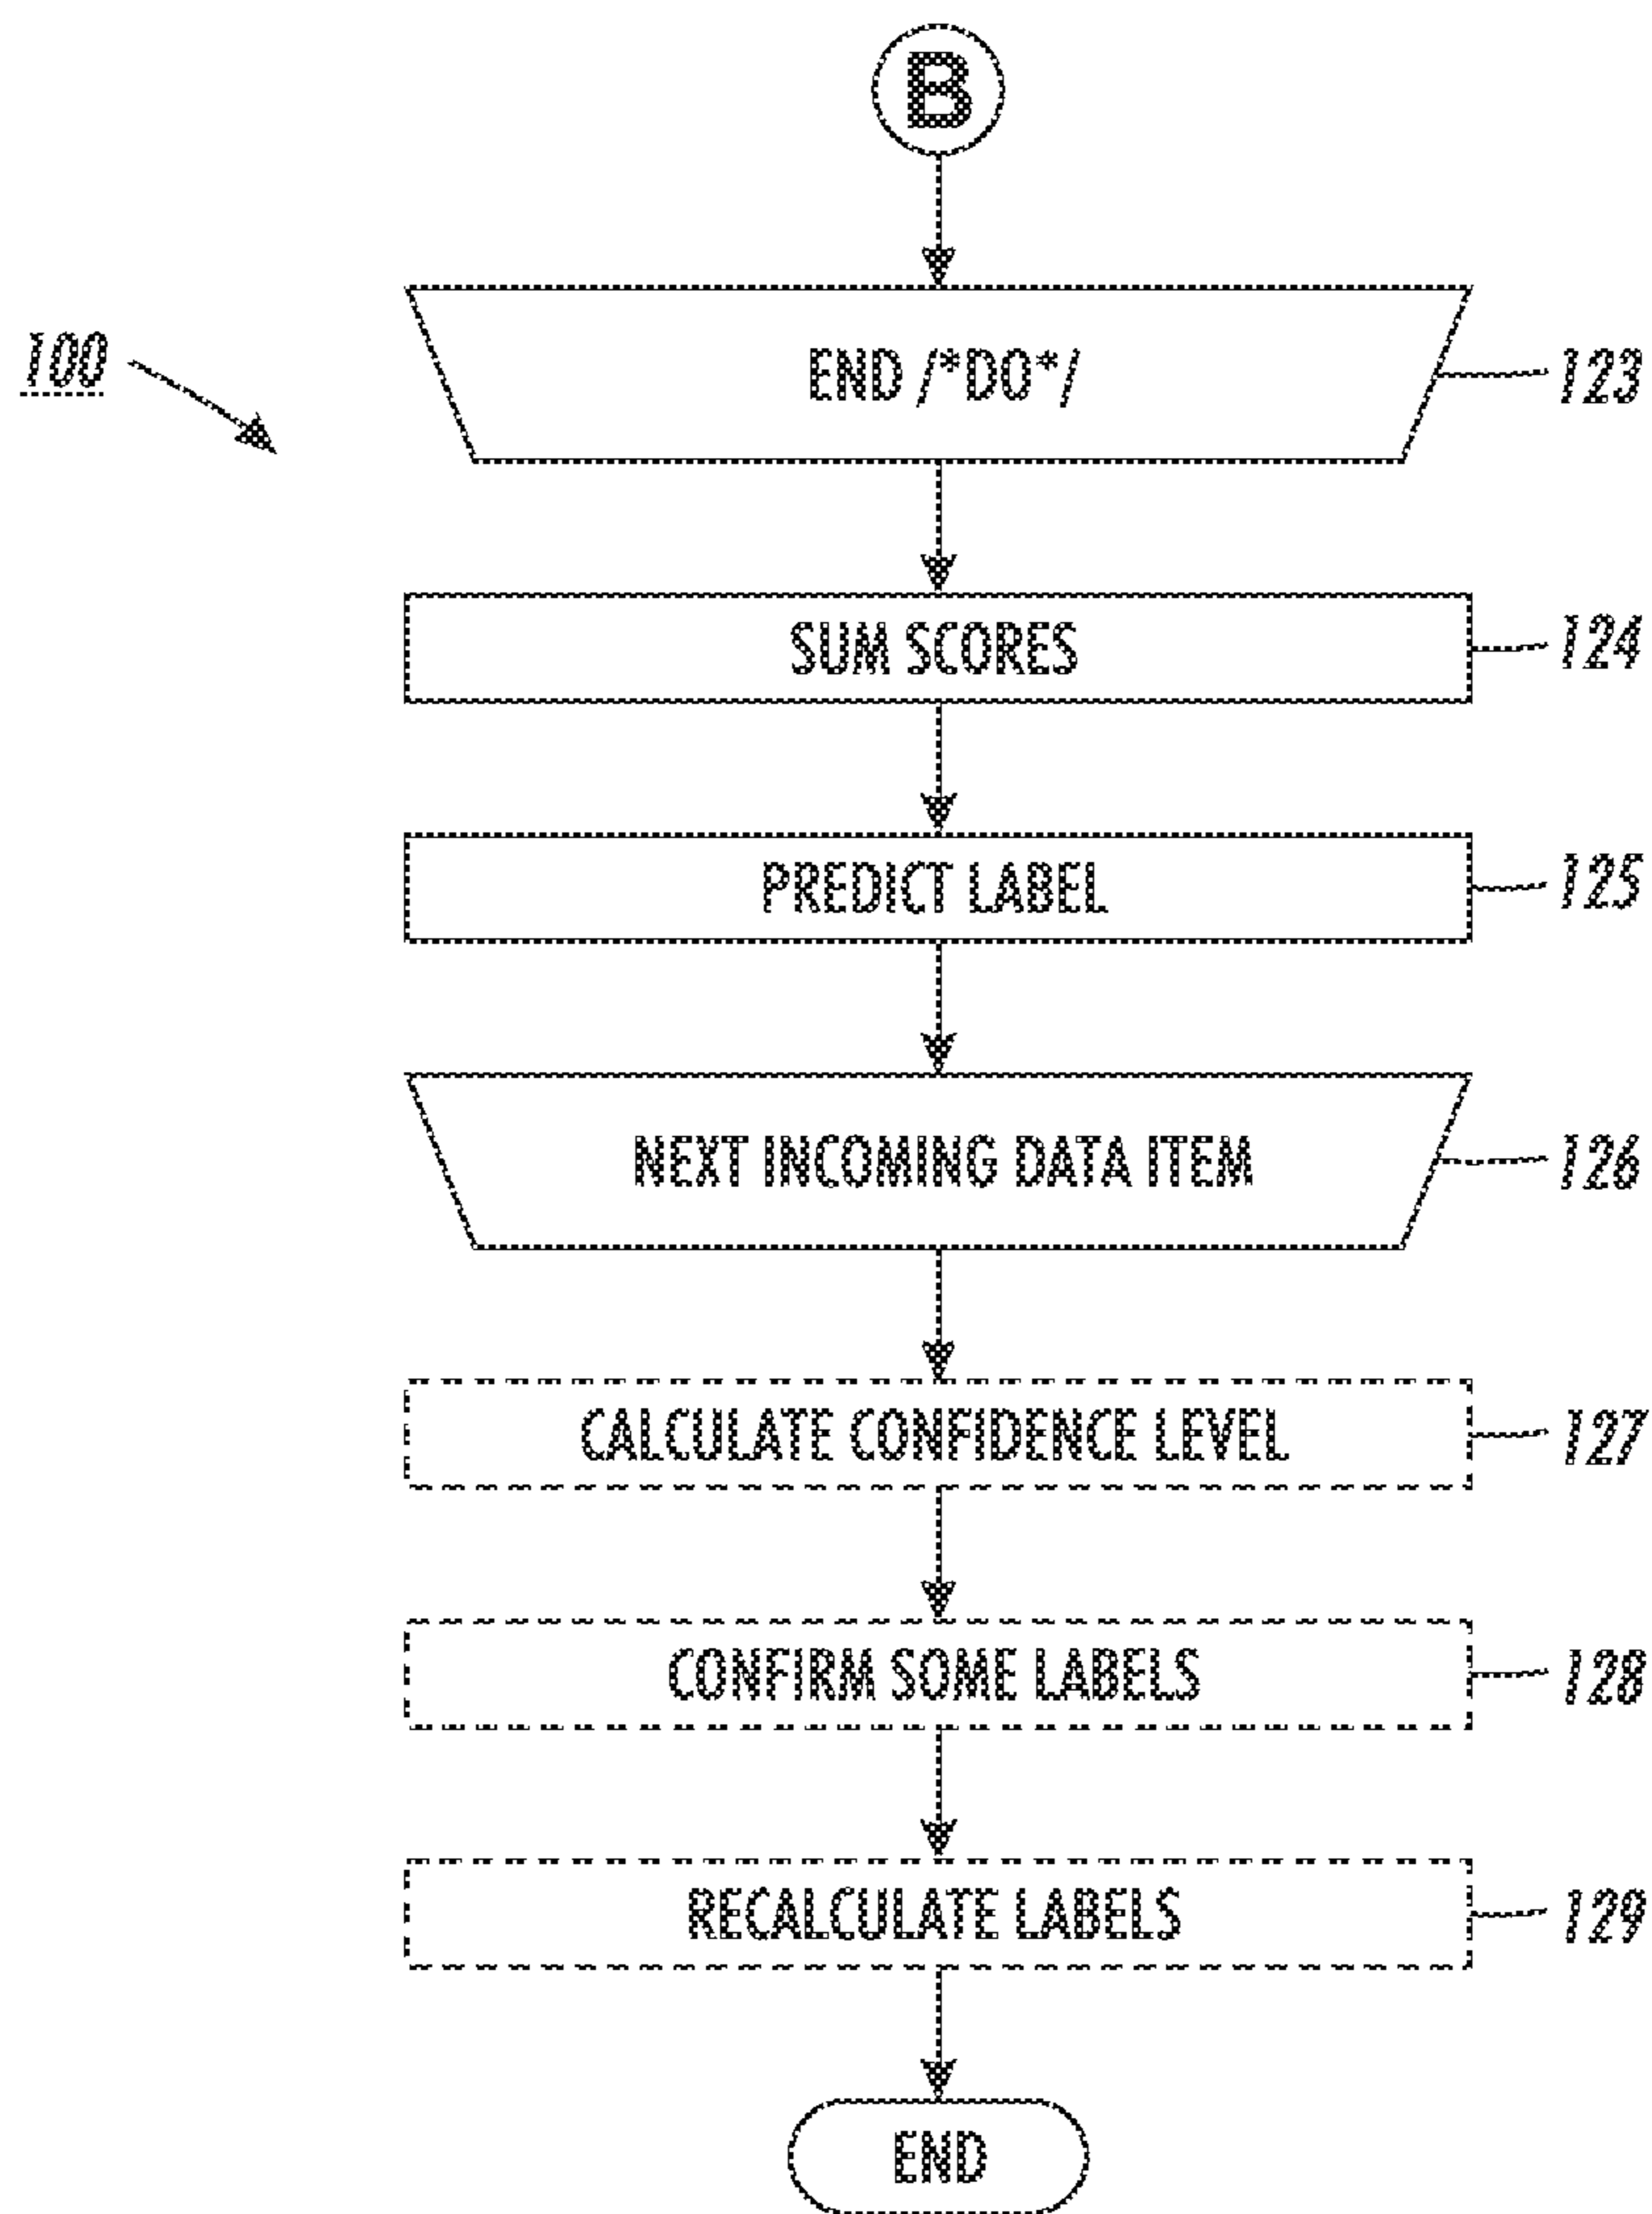 B
100
END /*DO*/
123
SUM SCORES
124
PREDICT LABEL
125
NEXT INCOMING DATA ITEM
126
CALCULATE CONFIDENCE LEVEL
127
CONFIRM SOME LABELS
128
RECALCULATE LABELS
129
END